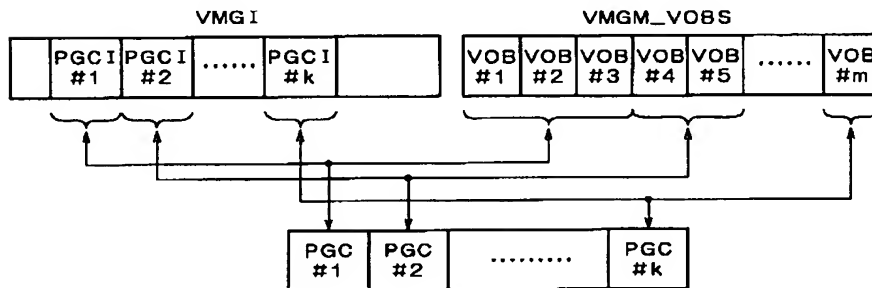 VMGI
VMGM_VOBS
PGCI PGCI ...... PGCI
#1 #2 #k
VOB VOB VOB VOB VOB ...... VOB
#1 #2 #3 #4 #5 #m
PGC PGC ......... PGC
#1 #2 #k